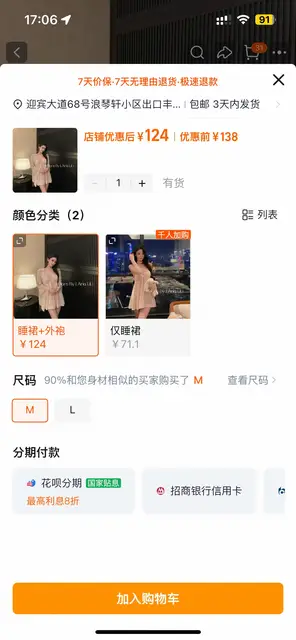 17:06
91
31
7天价保·7天无理由退货·极速退款
迎宾大道68号浪琴轩小区出口丰... 包邮 3天内发货
店铺优惠后 ¥124 优惠前 ¥138
- 1 + 有货
颜色分类（2） 列表
千人加购
睡裙+外袍
¥124
仅睡裙
¥71.1
尺码 90%和您身材相似的买家购买了 M 查看尺码
M L
分期付款
花呗分期 国家贴息
最高利息8折
招商银行信用卡
加入购物车